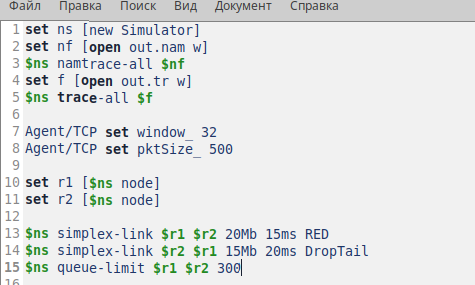 Файл Правка Поиск Вид Документ Справка
1 set ns [new Simulator]
2 set nf [open out.nam w]
3 $ns namtrace-all $nf
4 set f [open out.tr w]
5 $ns trace-all $f
6
7 Agent/TCP set window_ 32
8 Agent/TCP set pktSize_ 500
9
10 set r1 [$ns node]
11 set r2 [$ns node]
12
13 $ns simplex-link $r1 $r2 20Mb 15ms RED
14 $ns simplex-link $r2 $r1 15Mb 20ms DropTail
15 $ns queue-limit $r1 $r2 300
16